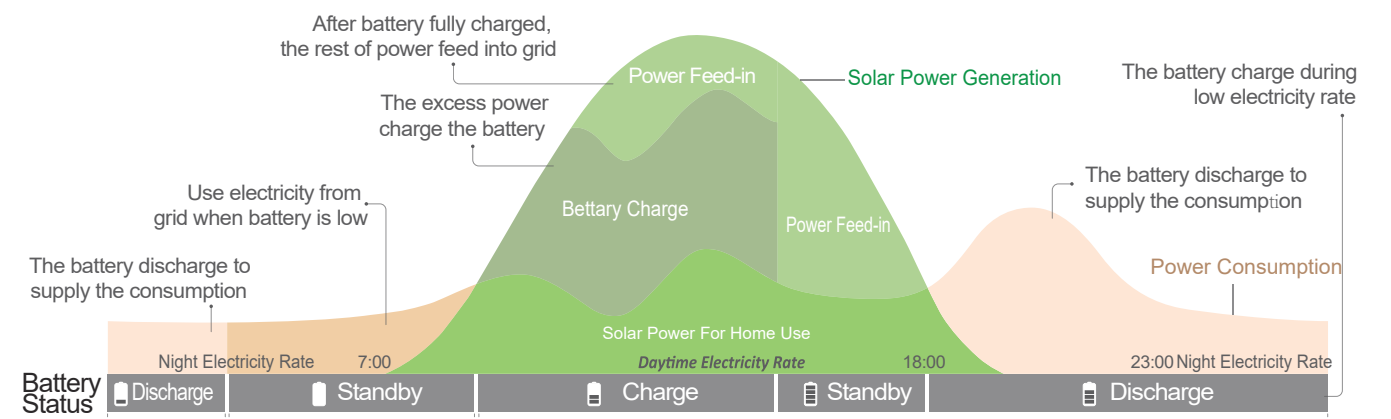 After battery fully charged,
the rest of power feed into grid
Power Feed-in
Solar Power Generation
The battery charge during
low electricity rate
The excess power
charge the battery
The battery discharge to
supply the consumption
Use electricity from
grid when battery is low
Bettary Charge
Power Feed-in
The battery discharge to
supply the consumption
Power Consumption
Solar Power For Home Use
Night Electricity Rate 7:00 Daytime Electricity Rate 18:00 23:00 Night Electricity Rate
Battery
Status
Discharge Standby Charge Standby Discharge